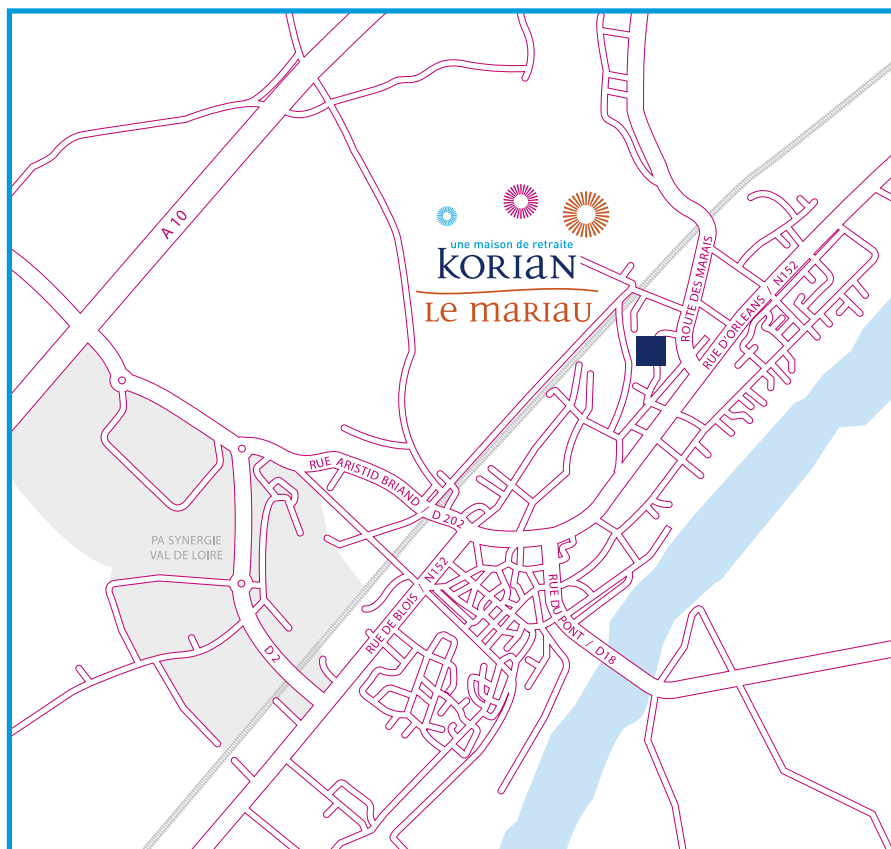 A 10
une maison de retraite
KORIAN
Le maRiau
ROUTE DES MARAIS
RUE D'ORLEANS / N152
RUE ARISTID BRIAND / D 202
PA SYNERGIE
VAL DE LOIRE
RUE DE BLOIS / N152
RUE DU PONT / D18
D 2